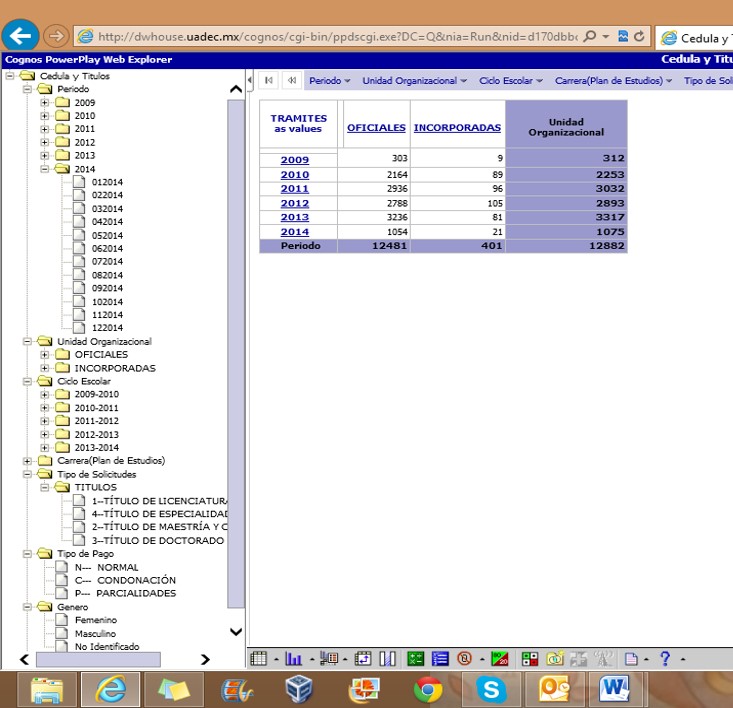 http://dwhouse.uadec.mx/cognos/cgi-bin/ppdscgi.exe?DC=Q&nia=Run&nid=d170dbb
Cedula y
Cognos PowerPlay Web Explorer
Cedula y Titu
Cedula y Titulos
Periodo
2009
2010
2011
2012
2013
2014
012014
022014
032014
042014
052014
062014
072014
082014
092014
102014
112014
122014
Unidad Organizacional
OFICIALES
INCORPORADAS
Ciclo Escolar
2009-2010
2010-2011
2011-2012
2012-2013
2013-2014
Carrera(Plan de Estudios)
Tipo de Solicitudes
TITULOS
1--TÍTULO DE LICENCIATURA
4--TÍTULO DE ESPECIALIDAD
2--TÍTULO DE MAESTRÍA Y C
3--TÍTULO DE DOCTORADO
Tipo de Pago
N--- NORMAL
C--- CONDONACIÓN
P--- PARCIALIDADES
Genero
Femenino
Masculino
No Identificado
Periodo Unidad Organizacional Ciclo Escolar Carrera(Plan de Estudios) Tipo de Sol
TRAMITES as values OFICIALES INCORPORADAS Unidad Organizacional
2009 303 9 312
2010 2164 89 2253
2011 2936 96 3032
2012 2788 105 2893
2013 3236 81 3317
2014 1054 21 1075
Periodo 12481 401 12882